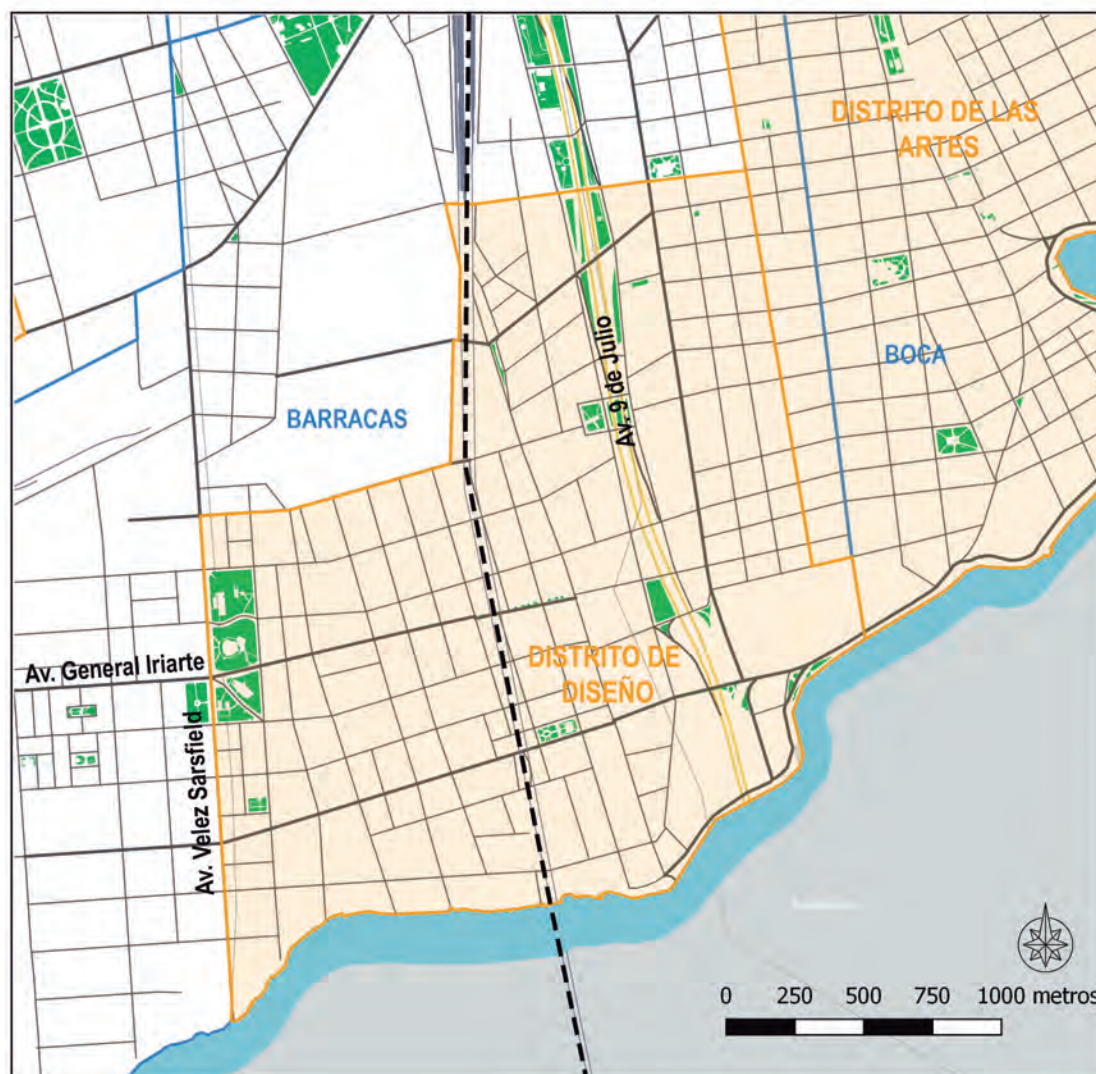 DISTRITO DE LAS
ARTES
Av. 9 de Julio
BOCA
BARRACAS
DISTRITO DE
DISEÑO
Av. General Iriarte
Av. Velez Sarsfield
0 250 500 750 1000 metros